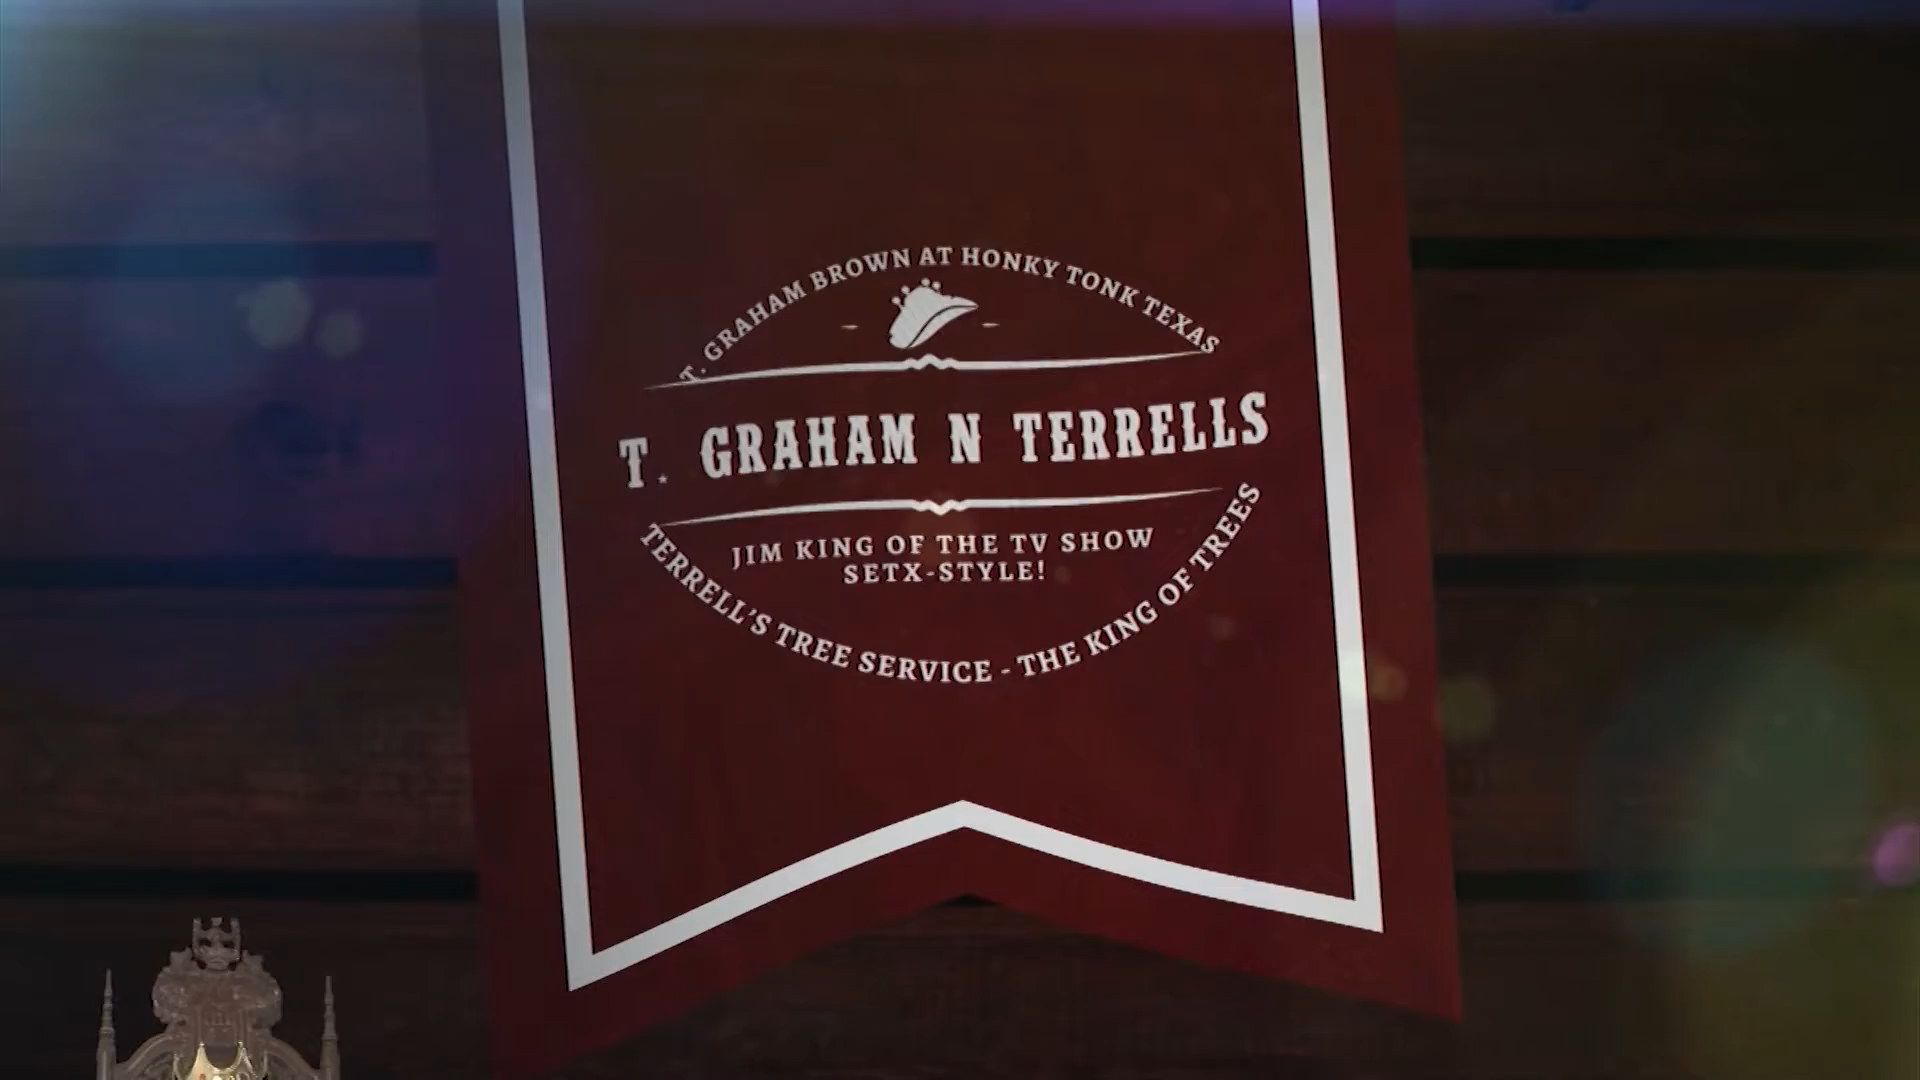 T. GRAHAM BROWN AT HONKY TONK TEXAS
T. GRAHAM N TERRELLS
JIM KING OF THE TV SHOW
SETX-STYLE!
TERRELL'S TREE SERVICE - THE KING OF TREES